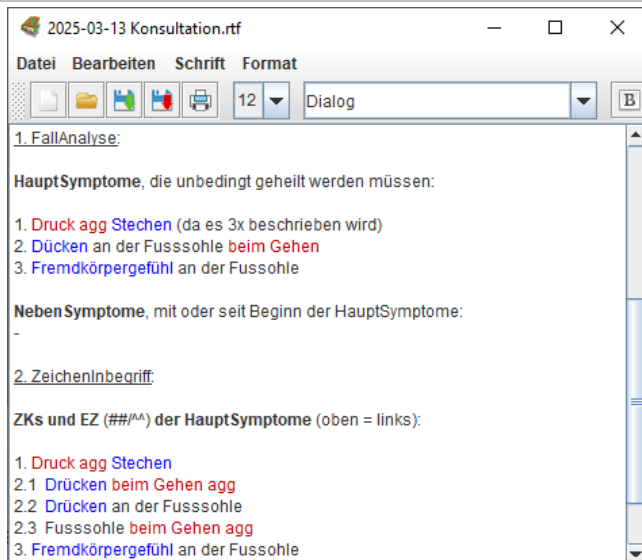 2025-03-13 Konsultation.rtf
Datei Bearbeiten Schrift Format
12 Dialog B
1. FallAnalyse:
HauptSymptome, die unbedingt geheilt werden müssen:
1. Druck agg Stechen (da es 3x beschrieben wird)
2. Dücken an der Fusssohle beim Gehen
3. Fremdkörpergefühl an der Fussohle
NebenSymptome, mit oder seit Beginn der HauptSymptome:
-
2. ZeichenInbegriff:
ZKs und EZ (##/^^) der HauptSymptome (oben = links):
1. Druck agg Stechen
2.1 Drücken beim Gehen agg
2.2 Drücken an der Fusssohle
2.3 Fusssohle beim Gehen agg
3. Fremdkörpergefühl an der Fussohle